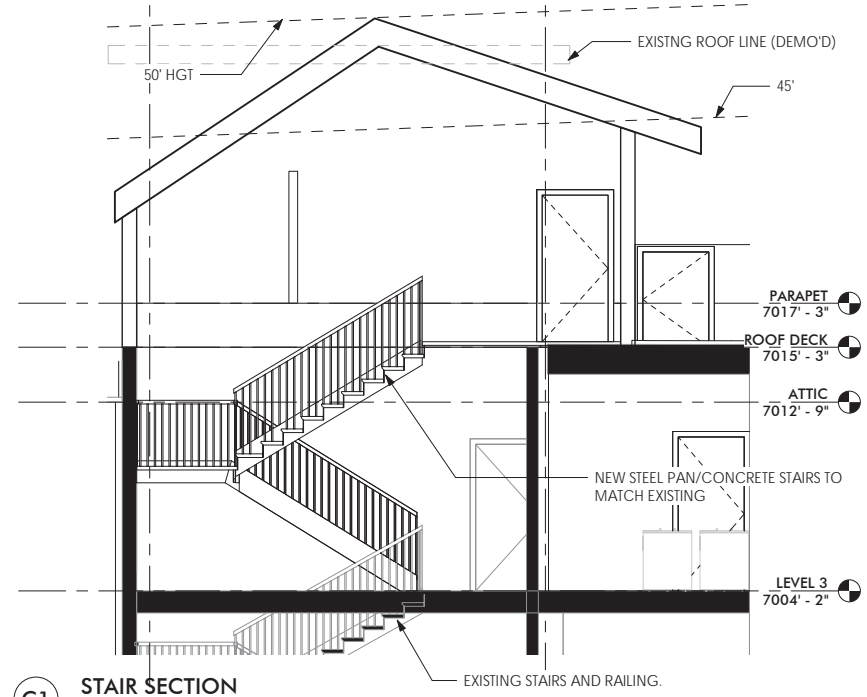 EXISTNG ROOF LINE (DEMO'D)
50' HGT
45'
PARAPET
7017' - 3"
ROOF DECK
7015' - 3"
ATTIC
7012' - 9"
NEW STEEL PAN/CONCRETE STAIRS TO
MATCH EXISTING
LEVEL 3
7004' - 2"
EXISTING STAIRS AND RAILING.
STAIR SECTION